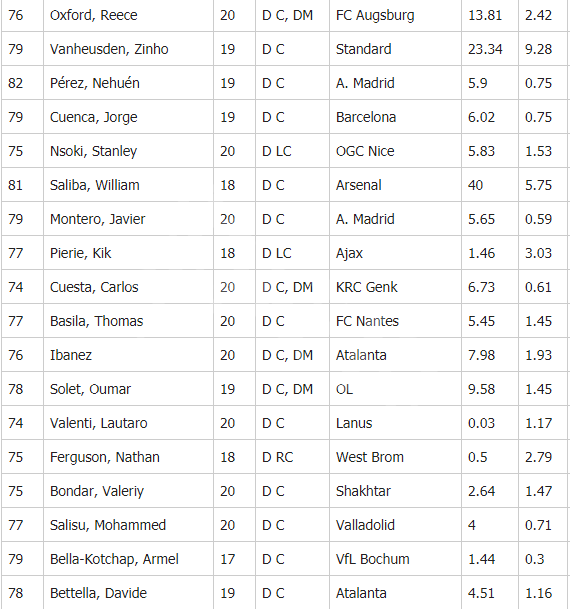 76 Oxford, Reece 20 D C, DM FC Augsburg 13.81 2.42
79 Vanheusden, Zinho 19 D C Standard 23.34 9.28
82 Pérez, Nehuén 19 D C A. Madrid 5.9 0.75
79 Cuenca, Jorge 19 D C Barcelona 6.02 0.75
75 Nsoki, Stanley 20 D LC OGC Nice 5.83 1.53
81 Saliba, William 18 D C Arsenal 40 5.75
79 Montero, Javier 20 D C A. Madrid 5.65 0.59
77 Pierie, Kik 18 D LC Ajax 1.46 3.03
74 Cuesta, Carlos 20 D C, DM KRC Genk 6.73 0.61
77 Basila, Thomas 20 D C FC Nantes 5.45 1.45
76 Ibanez 20 D C, DM Atalanta 7.98 1.93
78 Solet, Oumar 19 D C, DM OL 9.58 1.45
74 Valenti, Lautaro 20 D C Lanus 0.03 1.17
75 Ferguson, Nathan 18 D RC West Brom 0.5 2.79
75 Bondar, Valeriy 20 D C Shakhtar 2.64 1.47
77 Salisu, Mohammed 20 D C Valladolid 4 0.71
79 Bella-Kotchap, Armel 17 D C VfL Bochum 1.44 0.3
78 Bettella, Davide 19 D C Atalanta 4.51 1.16